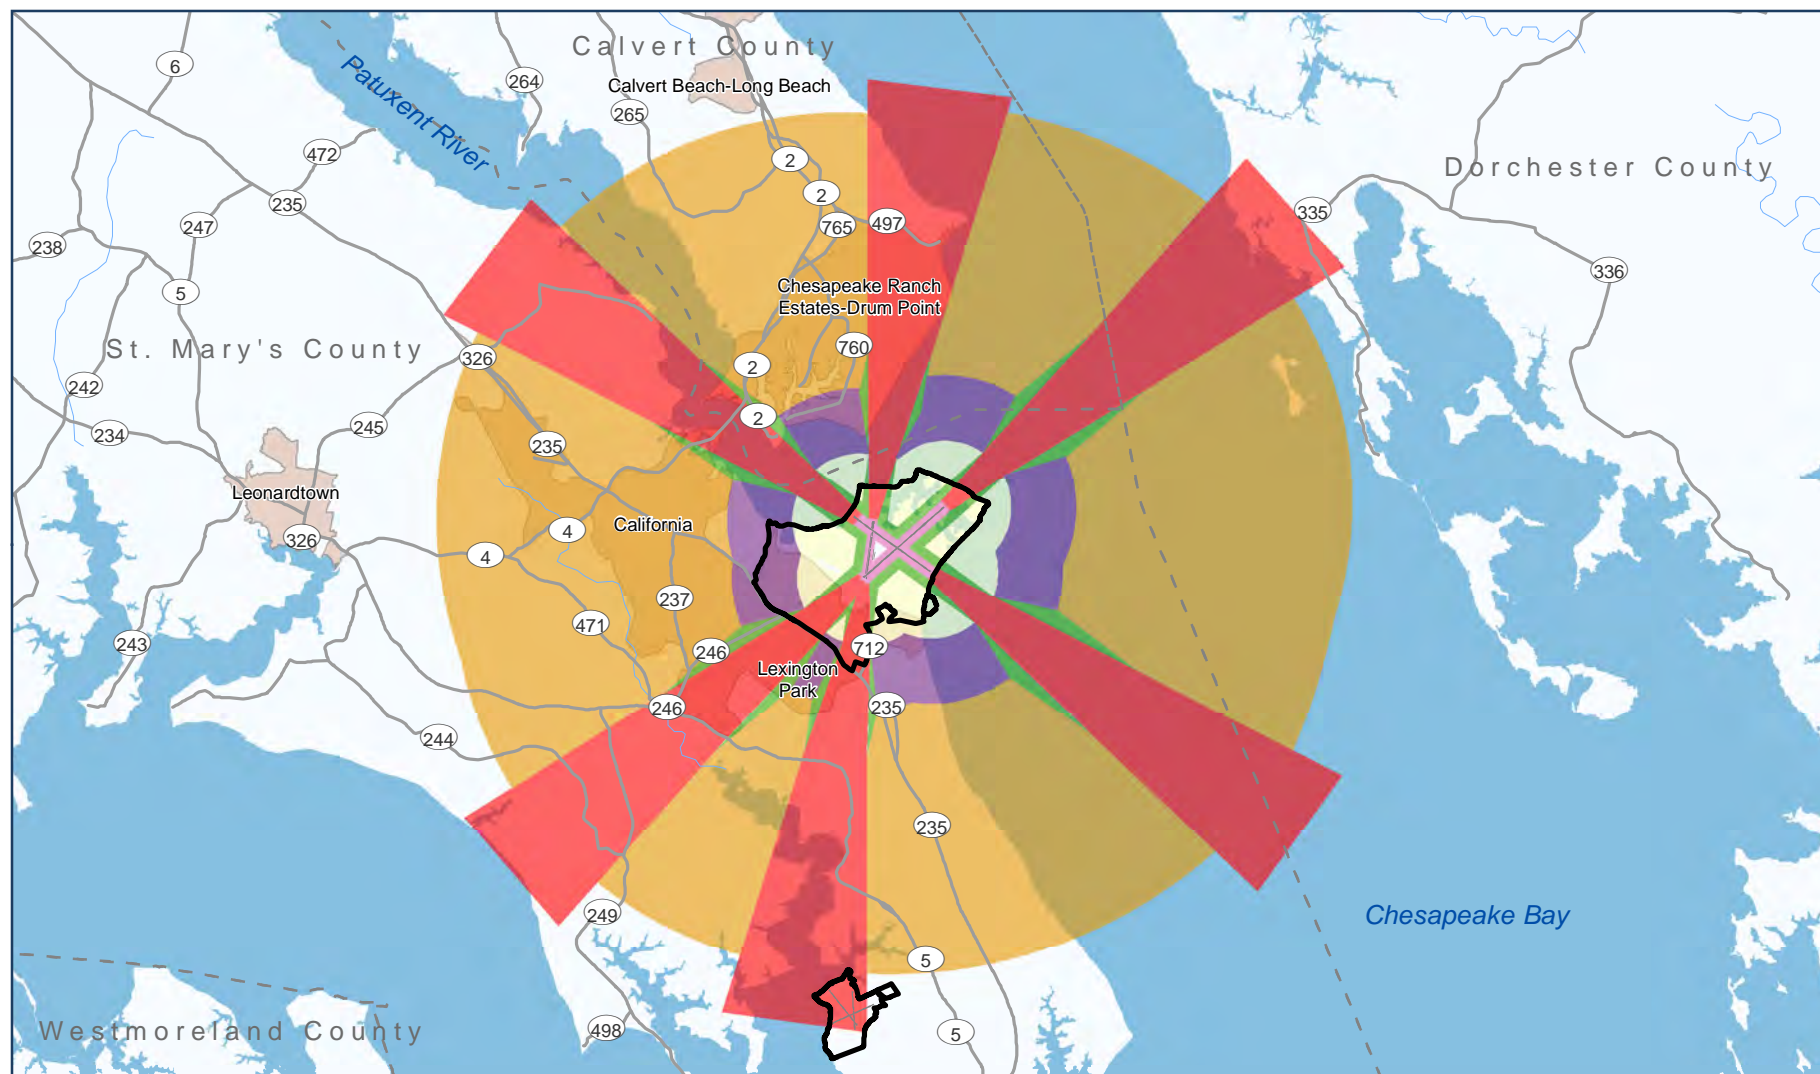 Calvert County
6
264
Patuxent River
Calvert Beach-Long Beach
265
472
2
Dorchester County
235
2
335
247
765
497
238
336
5
Chesapeake Ranch
Estates-Drum Point
St. Mary's County
326
760
2
242
245
2
234
235
Leonardtown
California
4
326
4
237
471
243
246
712
Lexington
Park
246
235
244
235
249
Chesapeake Bay
5
Westmoreland County
498
5